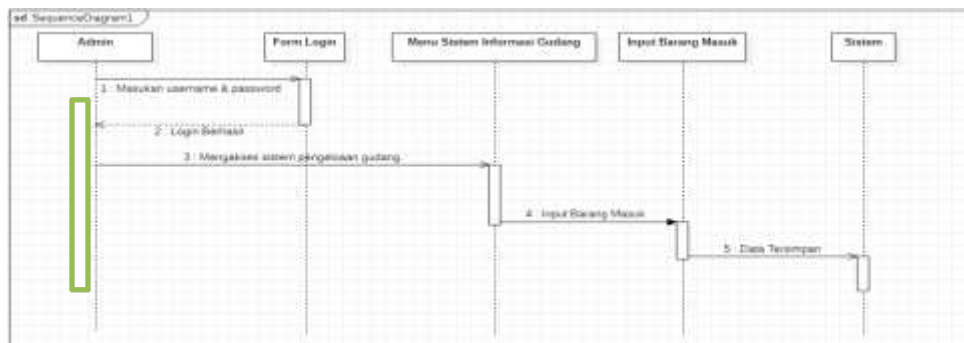 sd SequenceDiagram1
Admin
Form Login
Menu Sistem Informasi Gudang
Input Barang Masuk
Sistem
1 : Masukan username & password
2 : Login Berhasil
3 : Mengakses sistem pengelolaan gudang
4 : Input Barang Masuk
5 : Data Tersimpan